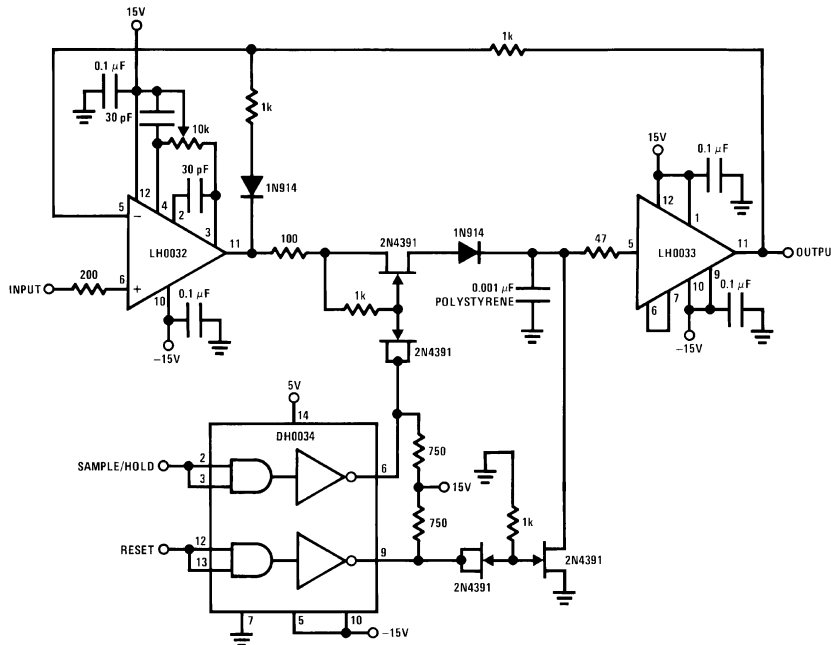 15V
1k
0.1 μF
1k
30 pF
10k
15V
0.1 μF
30 pF
1N914
12
12
4
2
3
1
5
2N4391
1N914
LH0032
11
100
47
5
LH0033
11
OUTPU
INPUT
200
6
0.001 μF
POLYSTYRENE
10
0.1 μF
1k
6
7
10
9
0.1 μF
-15V
2N4391
-15V
5V
14
DH0034
SAMPLE/HOLD
2
3
6
750
15V
750
1k
RESET
12
13
9
2N4391
2N4391
7
5
10
-15V